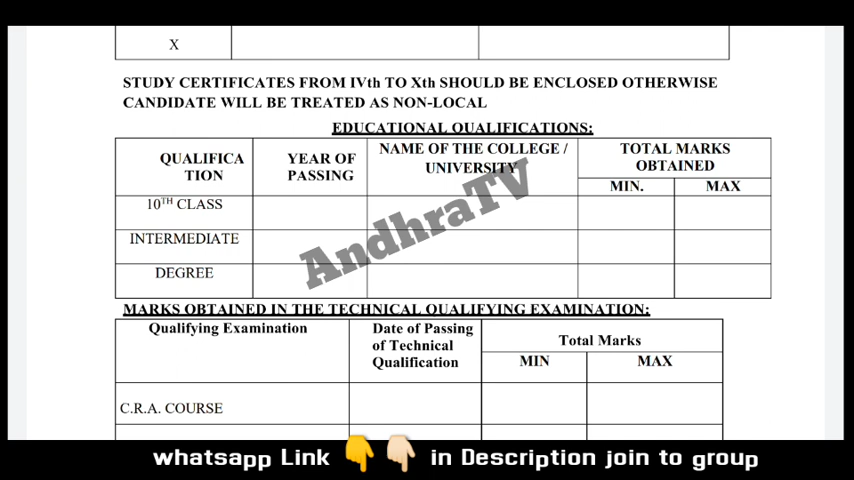 X
STUDY CERTIFICATES FROM IVth TO Xth SHOULD BE ENCLOSED OTHERWISE
CANDIDATE WILL BE TREATED AS NON-LOCAL
EDUCATIONAL QUALIFICATIONS:
QUALIFICA
TION
YEAR OF
PASSING
NAME OF THE COLLEGE /
UNIVERSITY
TOTAL MARKS
OBTAINED
MIN.
MAX
10TH CLASS
INTERMEDIATE
DEGREE
AndhraTV
MARKS OBTAINED IN THE TECHNICAL QUALIFYING EXAMINATION:
Qualifying Examination
Date of Passing
of Technical
Qualification
Total Marks
MIN
MAX
C.R.A. COURSE
whatsapp Link 👇 👇🏻 in Description join to group